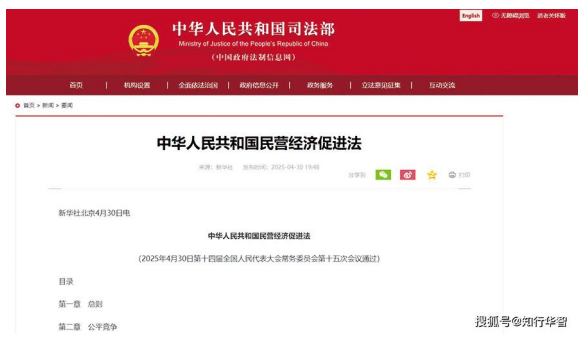 English 无障碍浏览 进入关怀版
中华人民共和国司法部
Ministry of Justice of the People's Republic of China
(中国政府法制信息网)
首页 | 机构设置 | 全面依法治国 | 政府信息公开 | 政务服务 | 立法意见征集 | 互动交流
首页 > 新闻 > 要闻
中华人民共和国民营经济促进法
来源：新华社 发布时间：2025-04-30 19:48
分享到 打印
新华社北京4月30日电
中华人民共和国民营经济促进法
(2025年4月30日第十四届全国人民代表大会常务委员会第十五次会议通过)
目录
第一章 总则
第二章 公平竞争
搜狐号@知行华智